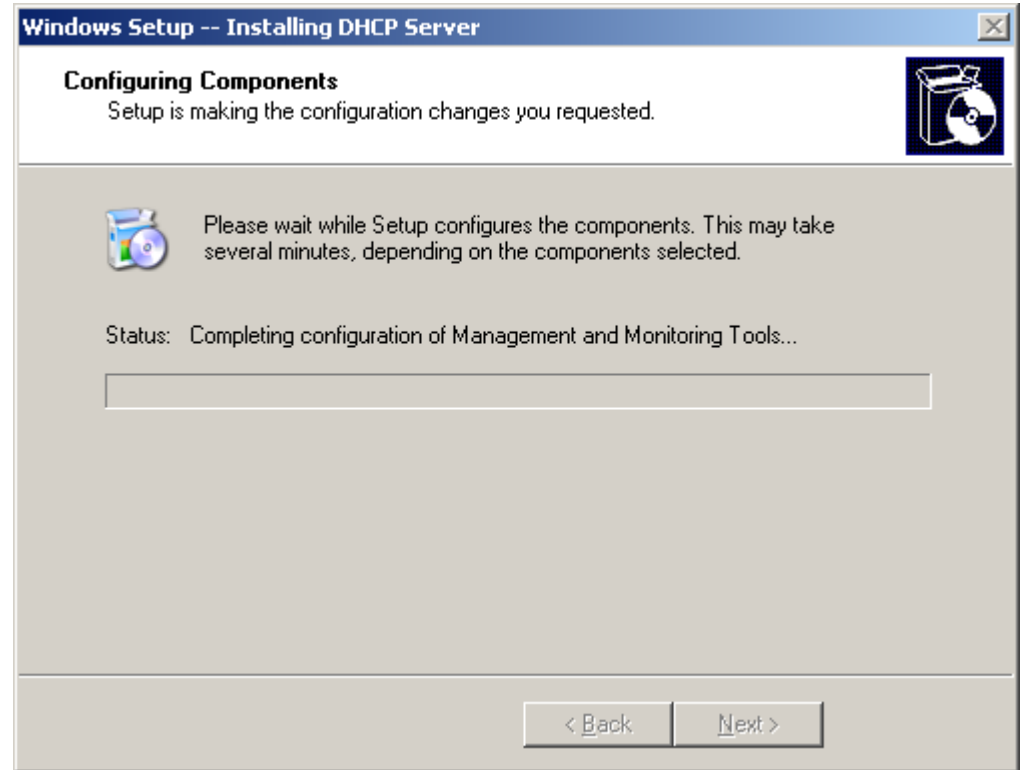 Windows Setup -- Installing DHCP Server
Configuring Components
Setup is making the configuration changes you requested.
Please wait while Setup configures the components. This may take
several minutes, depending on the components selected.
Status: Completing configuration of Management and Monitoring Tools...
< Back Next >